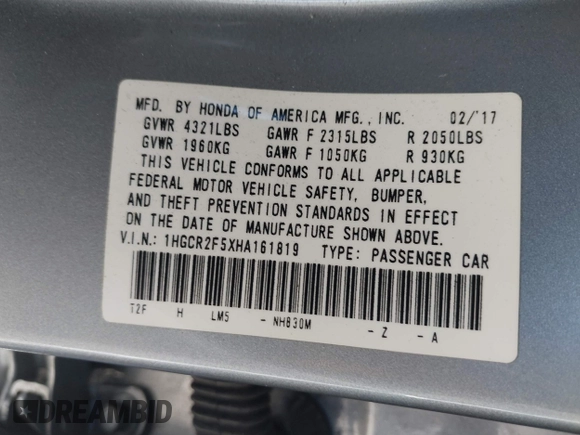 MFD. BY HONDA OF AMERICA MFG., INC. 02/'17
GVWR 4321LBS GAWR F 2315LBS R 2050LBS
GVWR 1960KG GAWR F 1050KG R 930KG
THIS VEHICLE CONFORMS TO ALL APPLICABLE
FEDERAL MOTOR VEHICLE SAFETY, BUMPER,
AND THEFT PREVENTION STANDARDS IN EFFECT
ON THE DATE OF MANUFACTURE SHOWN ABOVE.
V.I.N.: 1HGCR2F5XHA161819 TYPE: PASSENGER CAR
T2F H LM5 - NH830M - Z - A
DREAMBID